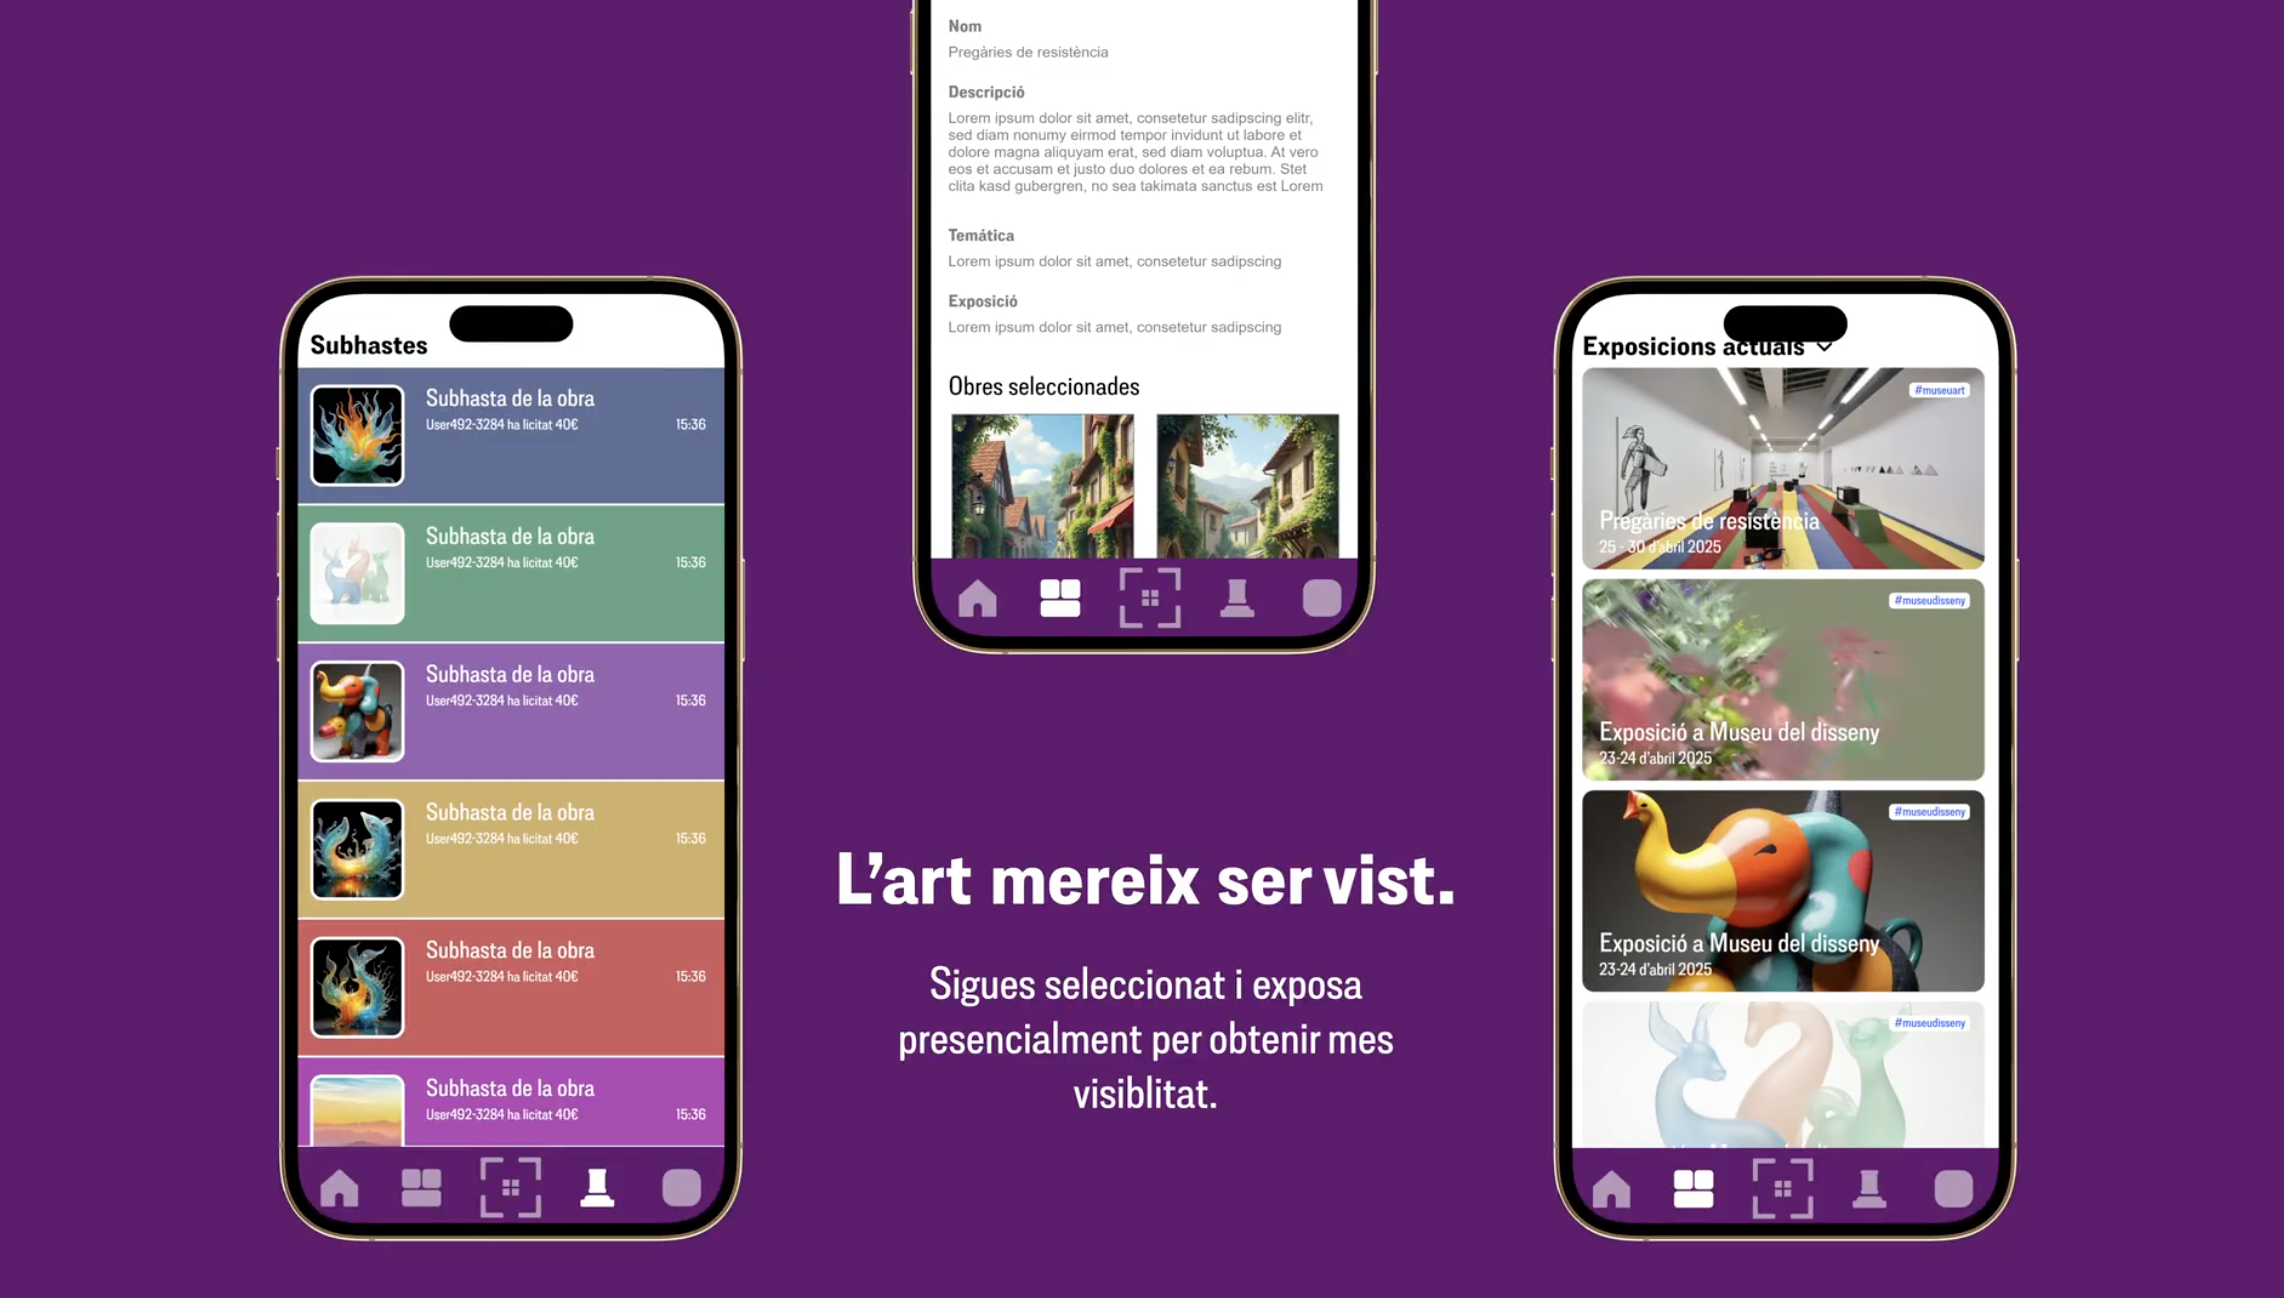 Nom
Pregàries de resistència
Descripció
Lorem ipsum dolor sit amet, consetetur sadipscing elitr,
sed diam nonumy eirmod tempor invidunt ut labore et
dolore magna aliquyam erat, sed diam voluptua. At vero
eos et accusam et justo duo dolores et ea rebum. Stet
clita kasd gubergren, no sea takimata sanctus est Lorem
Temática
Lorem ipsum dolor sit amet, consetetur sadipscing
Exposició
Lorem ipsum dolor sit amet, consetetur sadipscing
Obres seleccionades
Subhastes
Subhasta de la obra
User492-3284 ha licitat 40€ 15:36
Subhasta de la obra
User492-3284 ha licitat 40€ 15:36
Subhasta de la obra
User492-3284 ha licitat 40€ 15:36
Subhasta de la obra
User492-3284 ha licitat 40€ 15:36
Subhasta de la obra
User492-3284 ha licitat 40€ 15:36
Subhasta de la obra
User492-3284 ha licitat 40€ 15:36
L'art mereix ser vist.
Sigues seleccionat i exposa
presencialment per obtenir mes
visiblitat.
Exposicions actuals
#museuart
Pregàries de resistència
25 - 30 d'abril 2025
#museudisseny
Exposició a Museu del disseny
23-24 d'abril 2025
#museudisseny
Exposició a Museu del disseny
23-24 d'abril 2025
#museudisseny